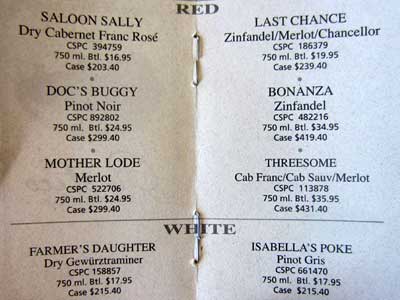 RED
SALOON SALLY
Dry Cabernet Franc Rosé
CSPC 394759
750 ml. Btl. $16.95
Case $203.40
DOC'S BUGGY
Pinot Noir
CSPC 892802
750 ml. Btl. $24.95
Case $299.40
MOTHER LODE
Merlot
CSPC 522706
750 ml. Btl. $24.95
Case $299.40
LAST CHANCE
Zinfandel/Merlot/Chancellor
CSPC 186379
750 ml. Btl. $19.95
Case $239.40
BONANZA
Zinfandel
CSPC 482216
750 ml. Btl. $34.95
Case $419.40
THREESOME
Cab Franc/Cab Sauv/Merlot
CSPC 113878
750 ml. Btl. $35.95
Case $431.40
WHITE
FARMER'S DAUGHTER
Dry Gewürztraminer
CSPC 158857
750 ml. Btl. $17.95
Case $215.40
ISABELLA'S POKE
Pinot Gris
CSPC 661470
750 ml. Btl. $17.95
Case $215.40